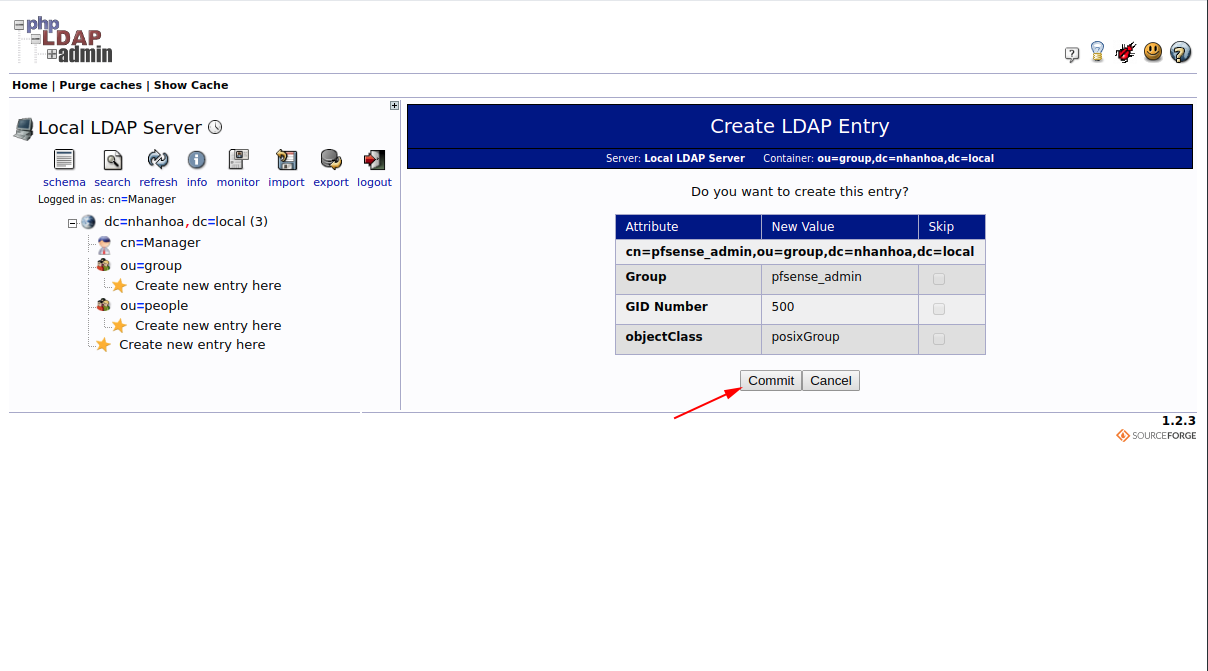 php
LDAP
admin
Home | Purge caches | Show Cache
Local LDAP Server
schema search refresh info monitor import export logout
Logged in as: cn=Manager
dc=nhanhoa,dc=local (3)
cn=Manager
ou=group
Create new entry here
ou=people
Create new entry here
Create new entry here
Create LDAP Entry
Server: Local LDAP Server Container: ou=group,dc=nhanhoa,dc=local
Do you want to create this entry?
Attribute New Value Skip
cn=pfsense_admin,ou=group,dc=nhanhoa,dc=local
Group pfsense_admin
GID Number 500
objectClass posixGroup
Commit Cancel
1.2.3
SOURCEFORGE